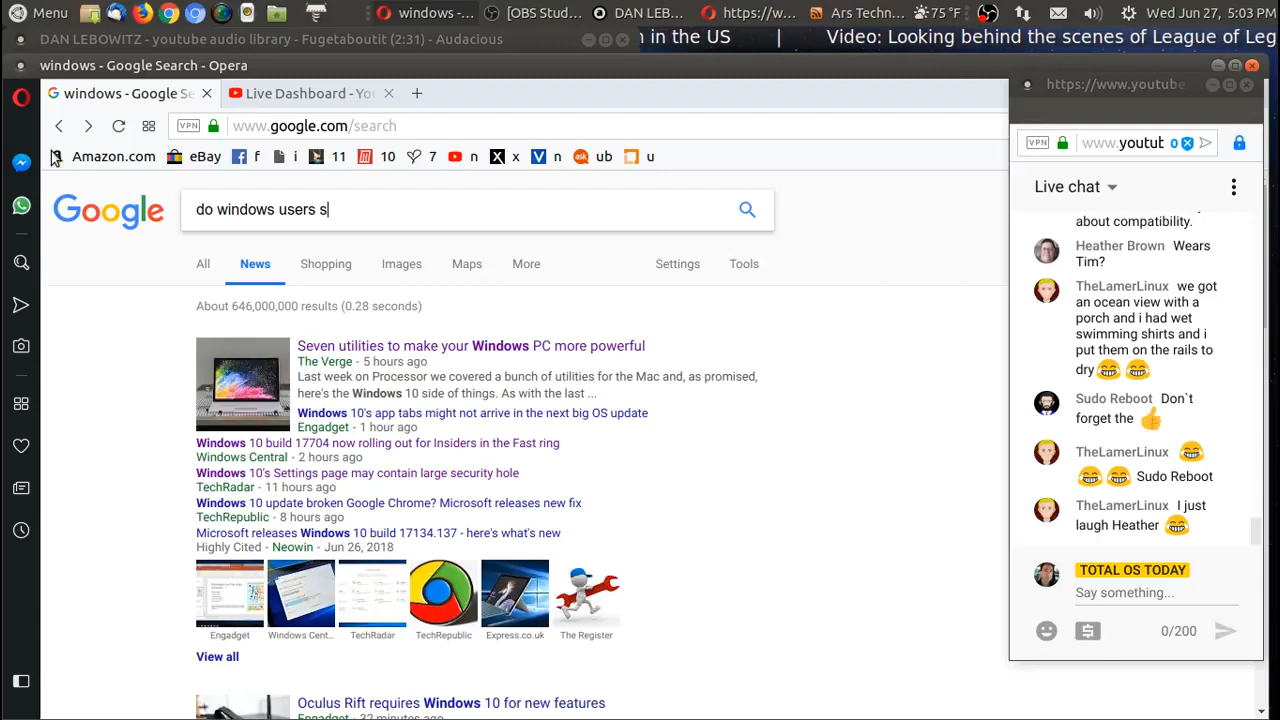 Menu
windows -...
[OBS Stud...
DAN LEB...
https://w...
Ars Techn...
75°F
Wed Jun 27, 5:03 PM
DAN LEBOWITZ - youtube audio library - Fugetaboutit (2:31) - Audacious
in the US | Video: Looking behind the scenes of League of Leg
windows - Google Search - Opera
windows - Google Se
Live Dashboard - Yo
VPN
www.google.com/search
Amazon.com
eBay
f
i
11
10
7
n
x
n
ub
u
Google
do windows users s
All
News
Shopping
Images
Maps
More
Settings
Tools
About 646,000,000 results (0.28 seconds)
Seven utilities to make your Windows PC more powerful
The Verge - 5 hours ago
Last week on Processor we covered a bunch of utilities for the Mac and, as promised,
here's the Windows 10 side of things. As with the last ...
Windows 10's app tabs might not arrive in the next big OS update
Engadget - 1 hour ago
Windows 10 build 17704 now rolling out for Insiders in the Fast ring
Windows Central - 2 hours ago
Windows 10's Settings page may contain large security hole
TechRadar - 11 hours ago
Windows 10 update broken Google Chrome? Microsoft releases new fix
TechRepublic - 8 hours ago
Microsoft releases Windows 10 build 17134.137 - here's what's new
Highly Cited - Neowin - Jun 26, 2018
Engadget
Windows Cent...
TechRadar
TechRepublic
Express.co.uk
The Register
View all
Oculus Rift requires Windows 10 for new features
Engadget - 32 minutes ago
https://www.youtube
VPN
www.youtub
0
Live chat
about compatibility.
Heather Brown Wears
Tim?
TheLamerLinux we got
an ocean view with a
porch and i had wet
swimming shirts and i
put them on the rails to
dry😂 😂
Sudo Reboot Don`t
forget the 👍
TheLamerLinux 😂
😂 😂 Sudo Reboot
TheLamerLinux I just
laugh Heather 😂
TOTAL OS TODAY
Say something...
0/200